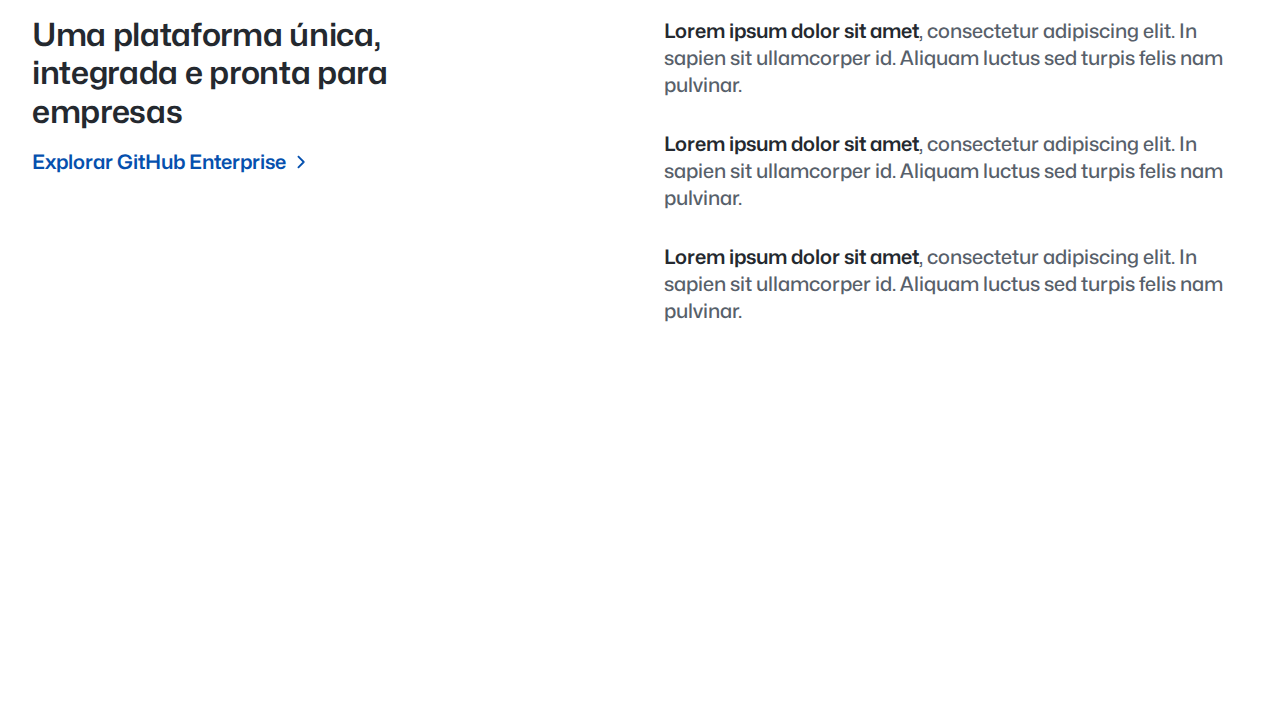 Uma plataforma única,
integrada e pronta para
empresas
Explorar GitHub Enterprise
Lorem ipsum dolor sit amet, consectetur adipiscing elit. In
sapien sit ullamcorper id. Aliquam luctus sed turpis felis nam
pulvinar.
Lorem ipsum dolor sit amet, consectetur adipiscing elit. In
sapien sit ullamcorper id. Aliquam luctus sed turpis felis nam
pulvinar.
Lorem ipsum dolor sit amet, consectetur adipiscing elit. In
sapien sit ullamcorper id. Aliquam luctus sed turpis felis nam
pulvinar.